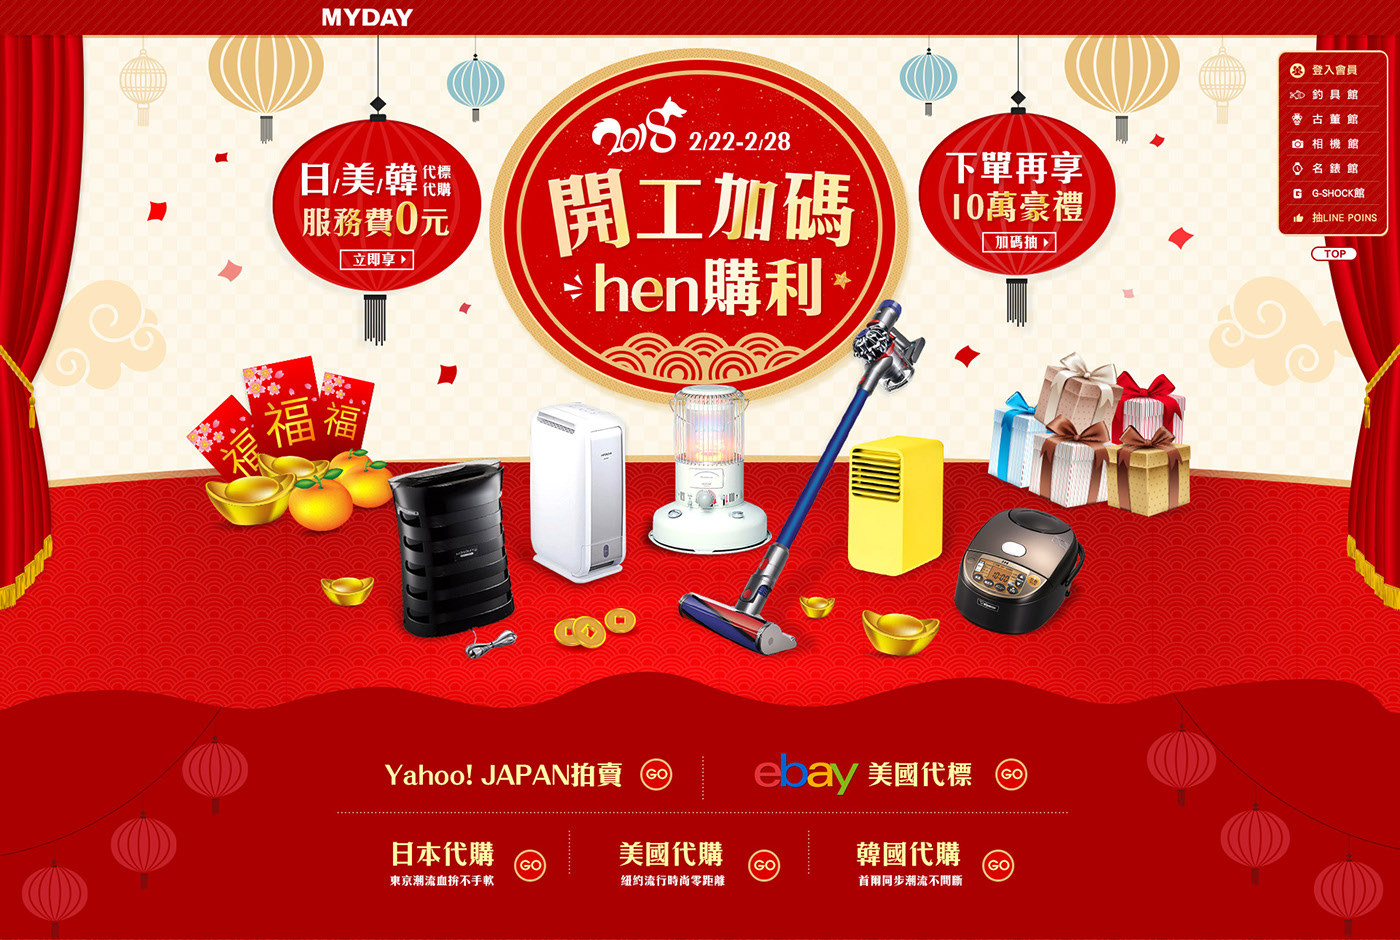 MYDAY
登入會員
釣具館
古董館
相機館
名錶館
G-SHOCK館
抽LINE POINS
TOP
2018 2/22-2/28
開工加碼
hen購利
日/美/韓 代標 代購
服務費0元
立即享
下單再享
10萬豪禮
加碼抽
福 福 福
Yahoo! JAPAN拍賣 GO
ebay 美國代標 GO
日本代購 GO
東京潮流血拚不手軟
美國代購 GO
紐約流行時尚零距離
韓國代購 GO
首爾同步潮流不間斷